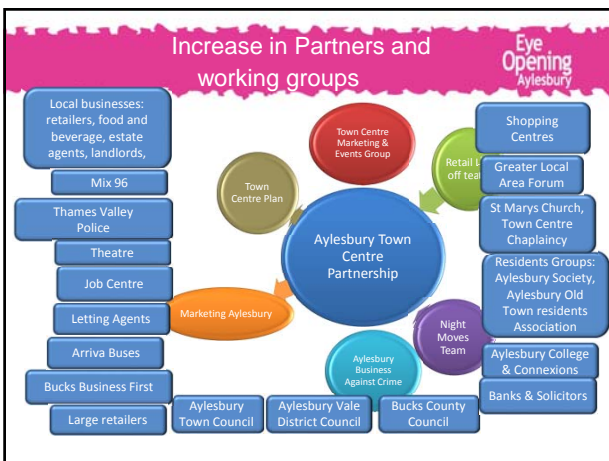 Increase in Partners and
working groups
Eye
Opening
Aylesbury
Local businesses:
retailers, food and
beverage, estate
agents, landlords,
Mix 96
Thames Valley
Police
Theatre
Job Centre
Letting Agents
Arriva Buses
Bucks Business First
Large retailers
Town Centre
Marketing &
Events Group
Town
Centre Plan
Aylesbury Town
Centre
Partnership
Marketing Aylesbury
Aylesbury
Business
Against Crime
Night
Moves
Team
Retail
off
Shopping
Centres
Greater Local
Area Forum
St Marys Church,
Town Centre
Chaplaincy
Residents Groups:
Aylesbury Society,
Aylesbury Old
Town residents
Association
Aylesbury College
& Connexions
Banks & Solicitors
Aylesbury
Town Council
Aylesbury Vale
District Council
Bucks County
Council